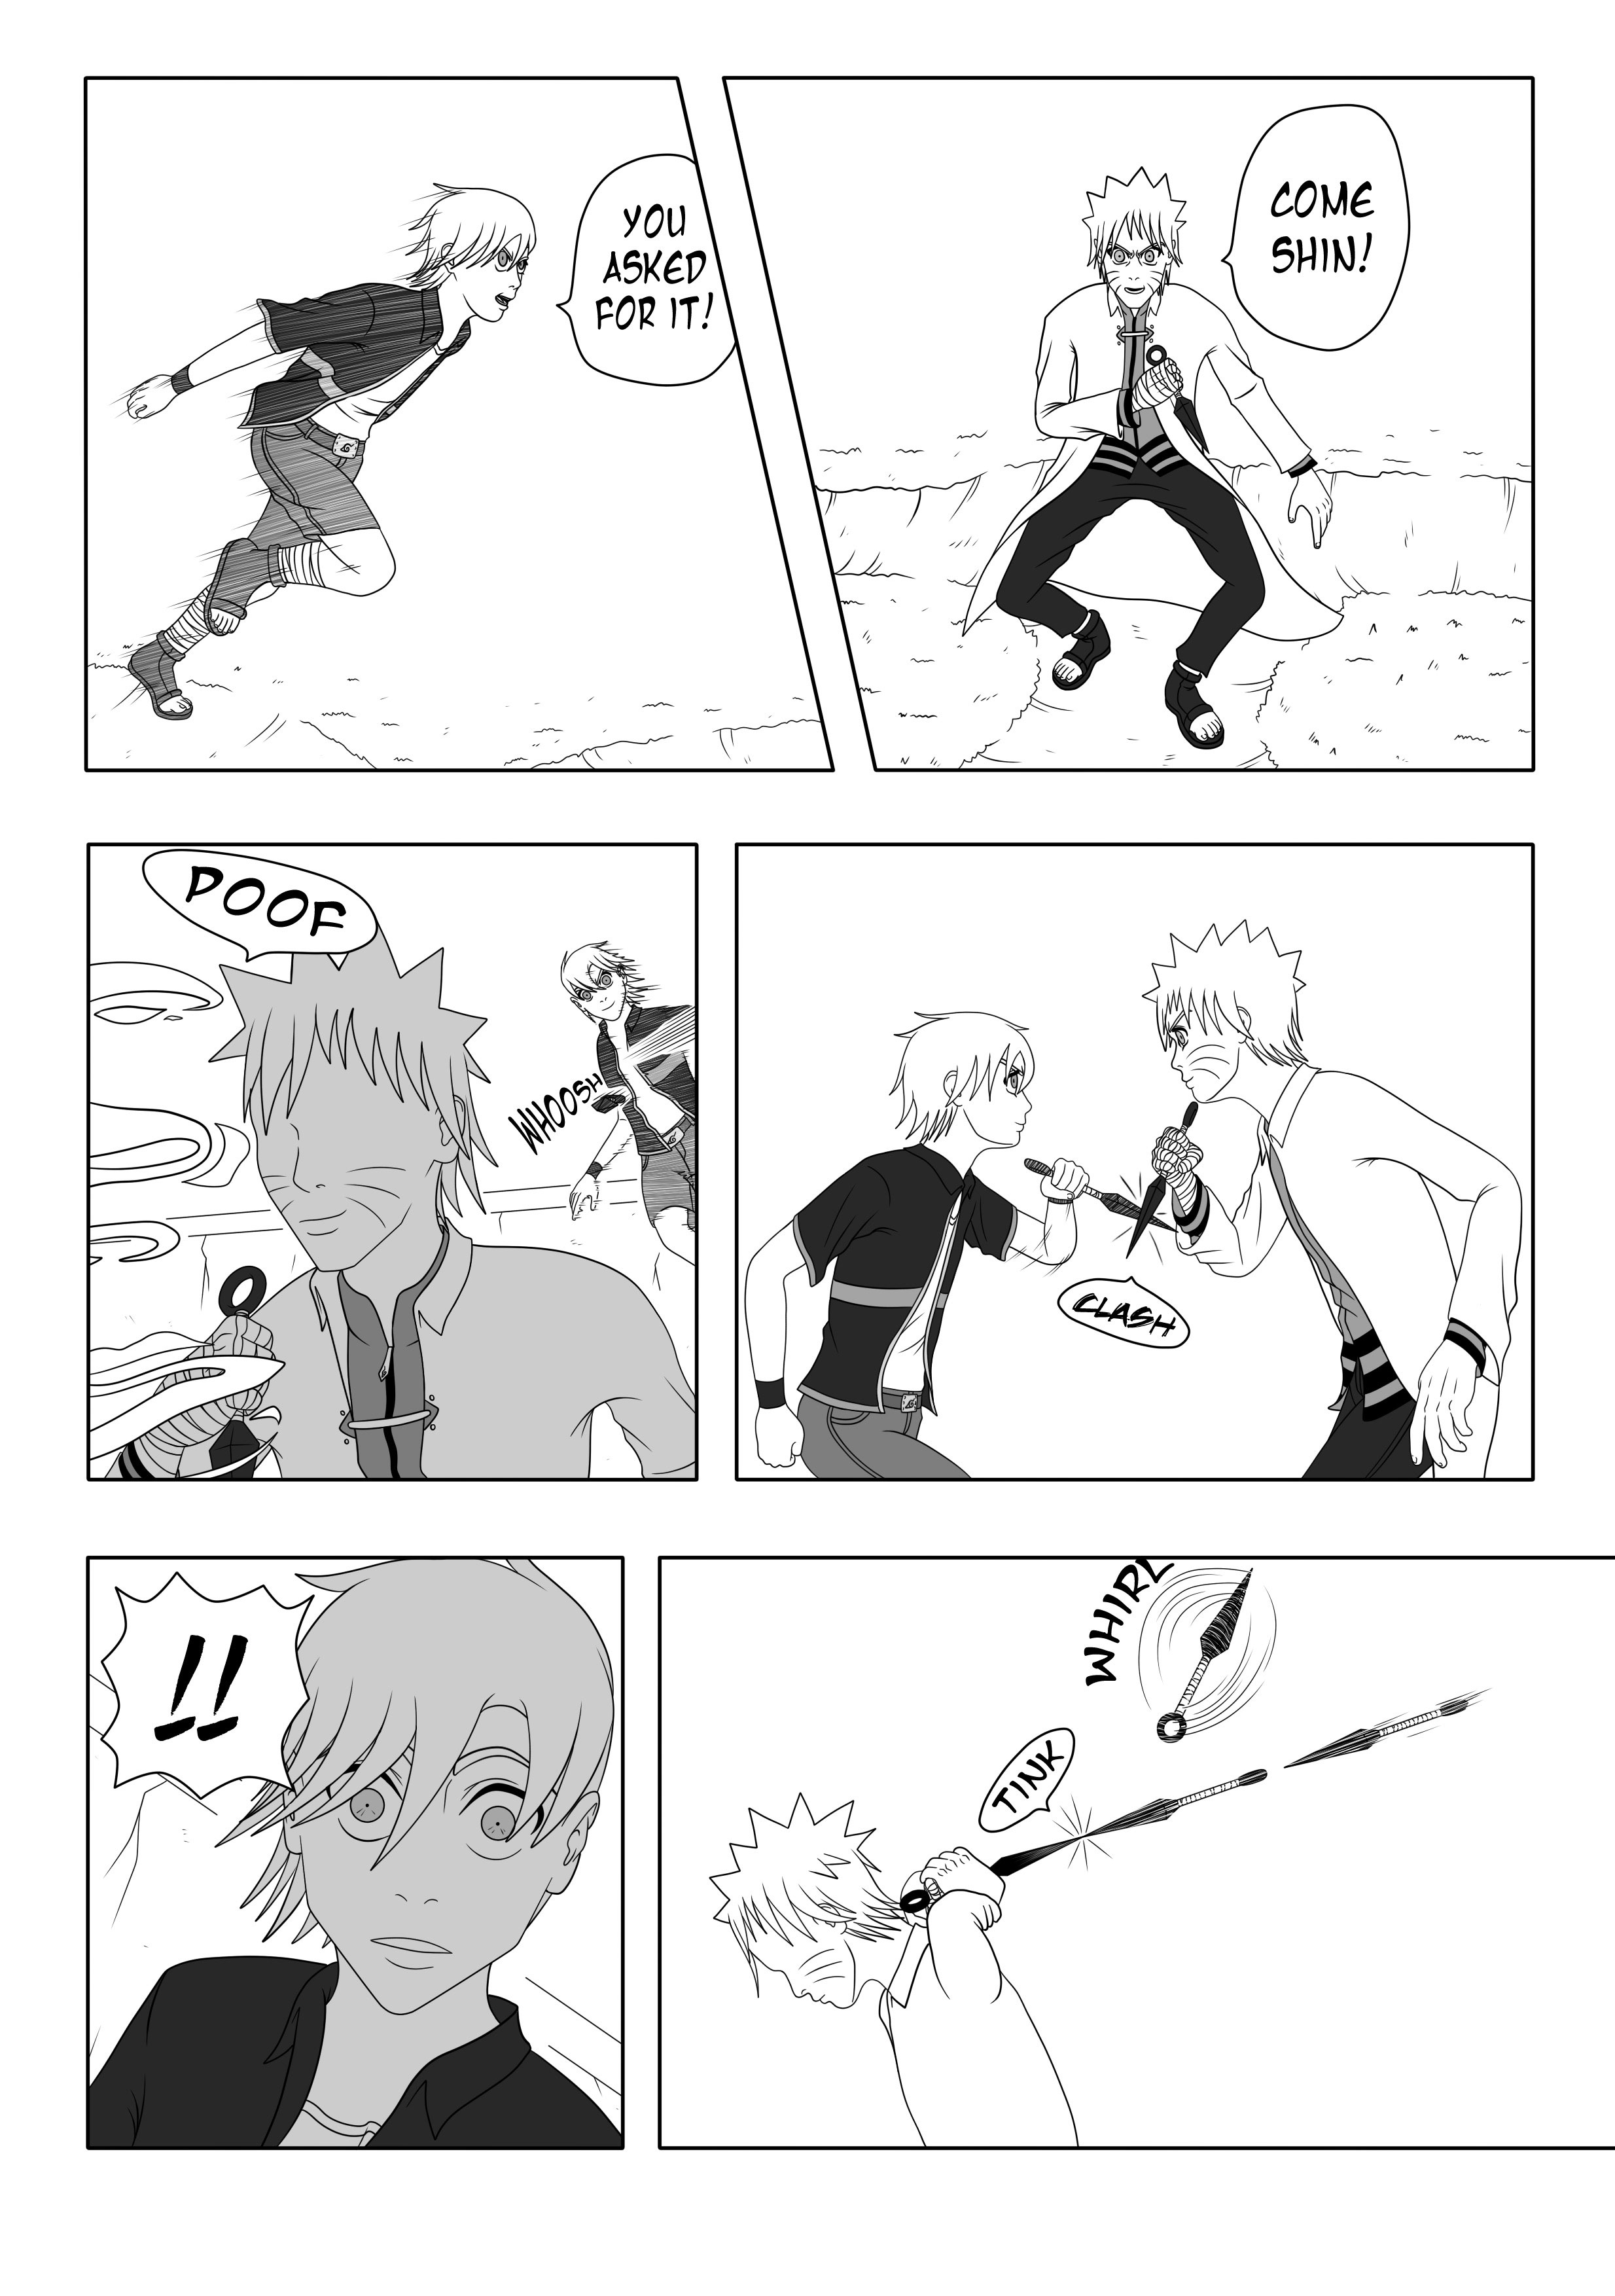 COME
SHIN!
YOU
ASKED
FOR IT!
CLASH
POOF
WHOOSH
WHIRL
TINK
!!